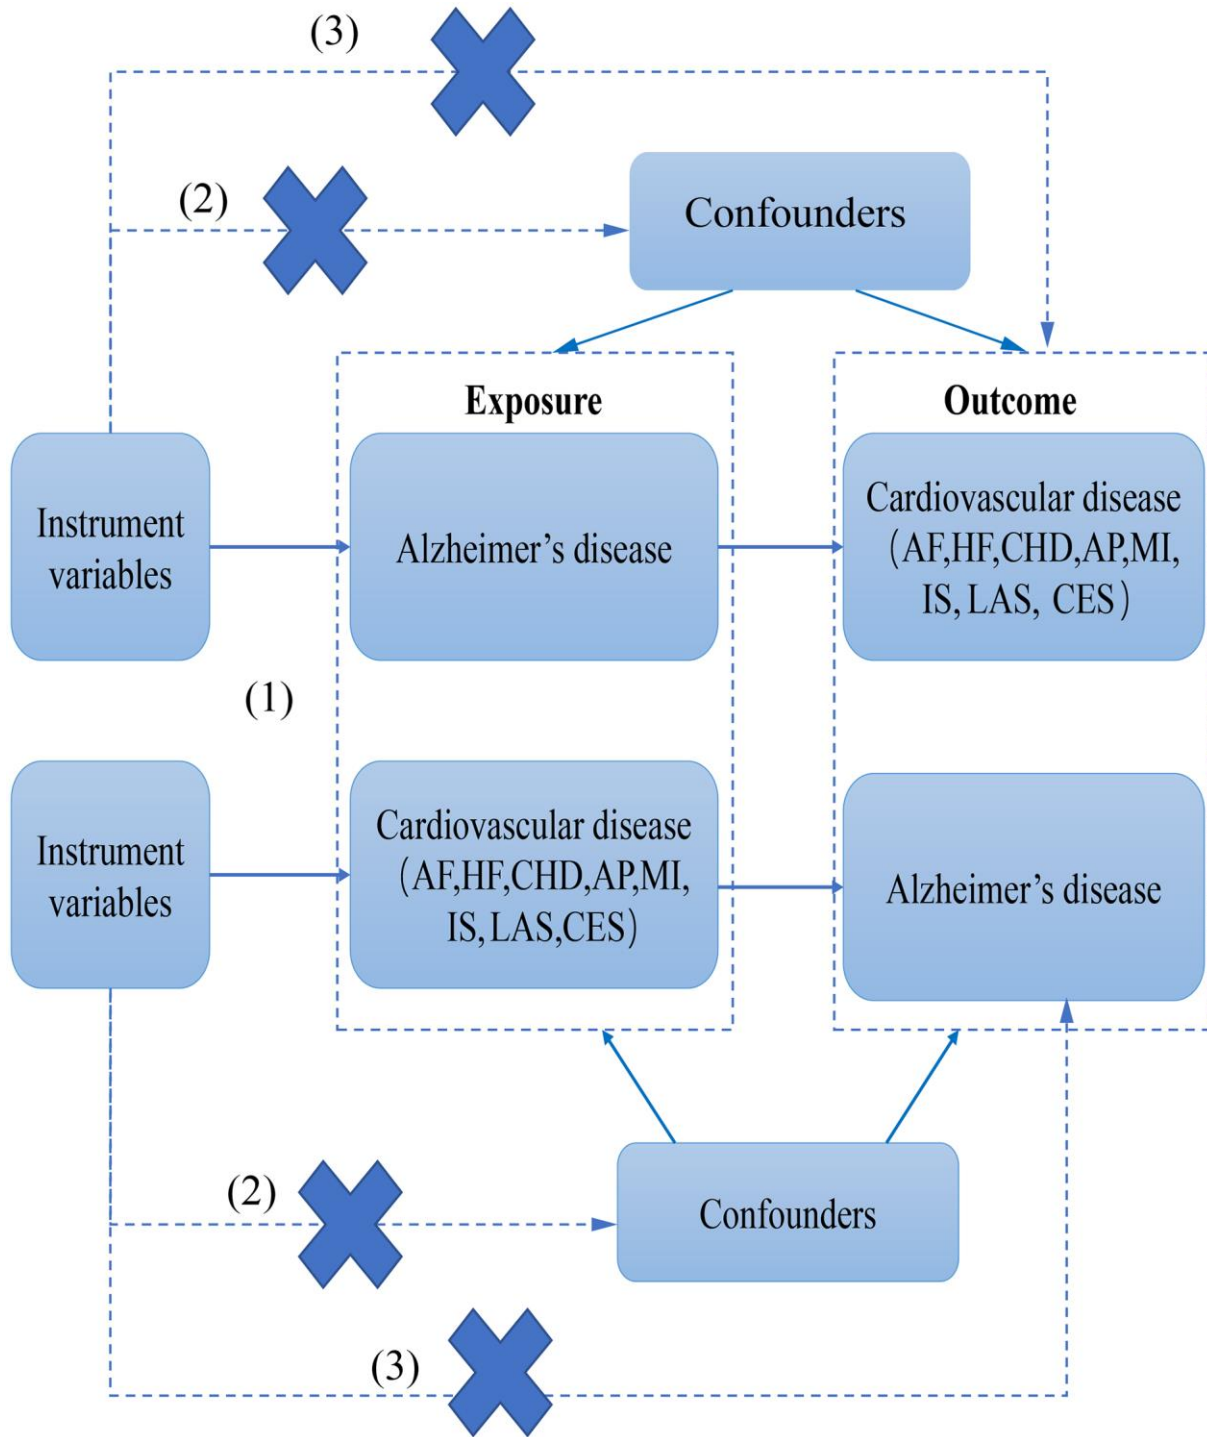 (3)
(2)
Confounders
Exposure
Outcome
Instrument
variables
Alzheimer’s disease
Cardiovascular disease
（AF,HF,CHD,AP,MI,
IS, LAS, CES）
(1)
Instrument
variables
Cardiovascular disease
（AF,HF,CHD,AP,MI,
IS, LAS,CES）
Alzheimer’s disease
(2)
Confounders
(3)